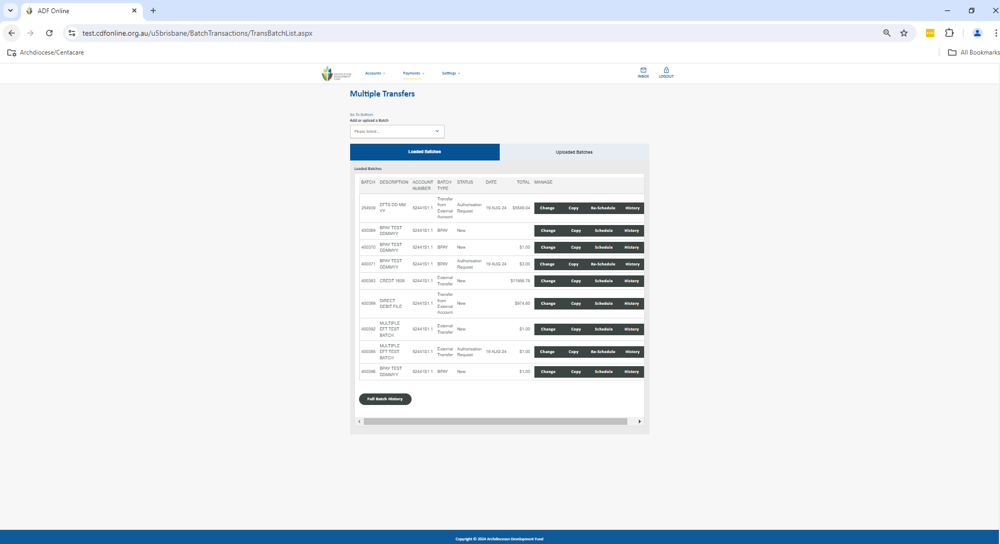 ADF Online
test.cdfonline.org.au/u5brisbane/BatchTransactions/TransBatchList.aspx
Archdiocese/Centacare
All Bookmarks
ARCHDIOCESAN
DEVELOPMENT
FUND
Accounts
Payments
Settings
INBOX
LOGOUT
Multiple Transfers
Go To Bottom
Add or upload a Batch
Please Select...
Loaded Batches
Uploaded Batches
Loaded Batches
BATCH DESCRIPTION ACCOUNT NUMBER BATCH TYPE STATUS DATE TOTAL MANAGE
254939 EFTS DD MM YY 52441S1.1 Transfer from External Account Authorisation Request 19 AUG 24 $5549.04 Change Copy Re-Schedule History
400369 BPAY TEST DDMMYY 52441S1.1 BPAY New Change Copy Schedule History
400370 BPAY TEST DDMMYY 52441S1.1 BPAY New $1.00 Change Copy Schedule History
400371 BPAY TEST DDMMYY 52441S1.1 BPAY Authorisation Request 19 AUG 24 $3.00 Change Copy Re-Schedule History
400383 CREDT 1608 52441S1.1 External Transfer New $11956.76 Change Copy Schedule History
400389 DIRECT DEBIT FILE 52441S1.1 Transfer from External Account New $974.60 Change Copy Schedule History
400392 MULTIPLE EFT TEST BATCH 52441S1.1 External Transfer New $1.00 Change Copy Schedule History
400395 MULTIPLE EFT TEST BATCH 52441S1.1 External Transfer Authorisation Request 19 AUG 24 $1.00 Change Copy Re-Schedule History
400396 BPAY TEST DDMMYY 52441S1.1 BPAY New $1.00 Change Copy Schedule History
Full Batch History
Copyright © 2024 Archdiocesan Development Fund